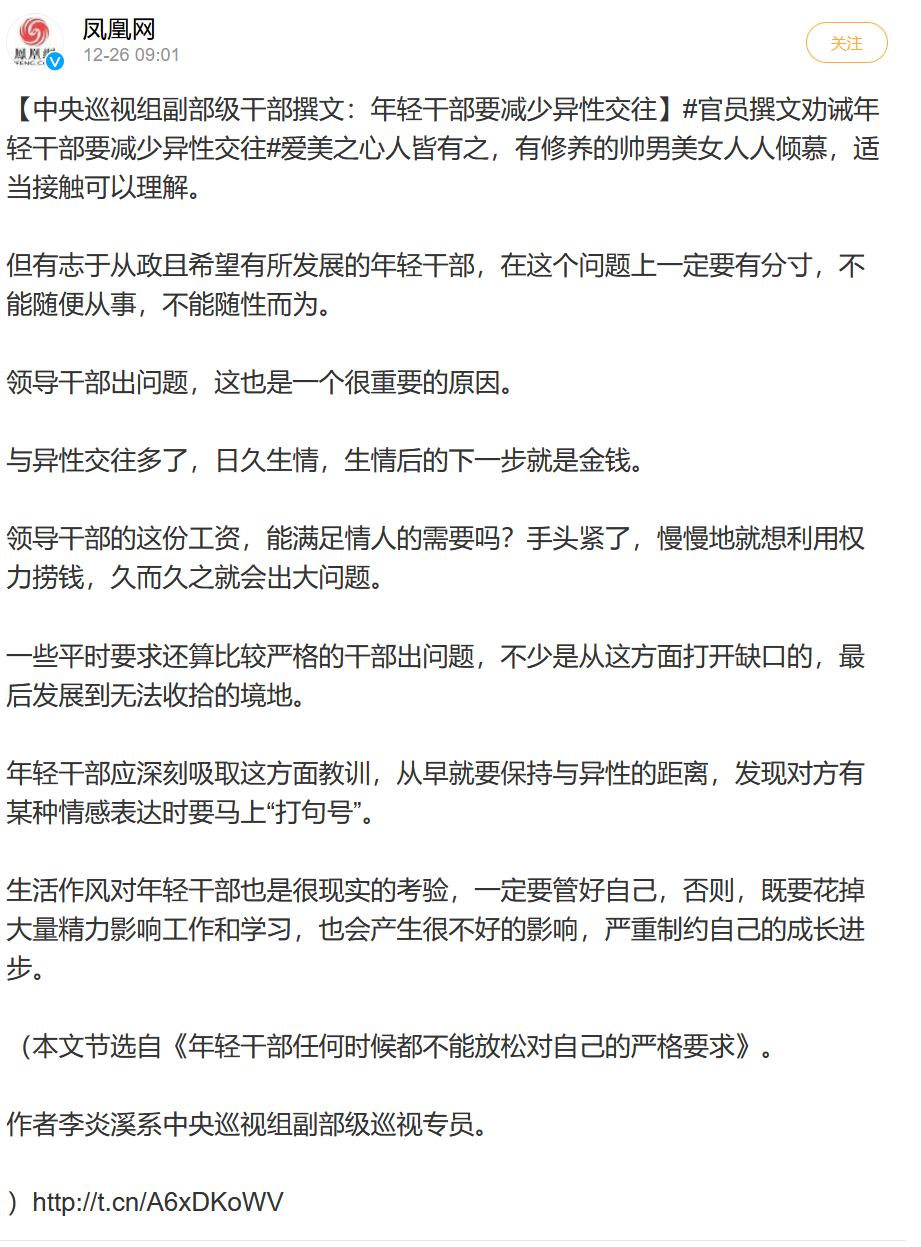 凤凰网
12-26 09:01
关注
【中央巡视组副部级干部撰文：年轻干部要减少异性交往】#官员撰文劝诫年
轻干部要减少异性交往#爱美之心人皆有之，有修养的帅男美女人人倾慕，适
当接触可以理解。
但有志于从政且希望有所发展的年轻干部，在这个问题上一定要有分寸，不
能随便从事，不能随性而为。
领导干部出问题，这也是一个很重要的原因。
与异性交往多了，日久生情，生情后的下一步就是金钱。
领导干部的这份工资，能满足情人的需要吗？手头紧了，慢慢地就想利用权
力捞钱，久而久之就会出大问题。
一些平时要求还算比较严格的干部出问题，不少是从这方面打开缺口的，最
后发展到无法收拾的境地。
年轻干部应深刻吸取这方面教训，从早就要保持与异性的距离，发现对方有
某种情感表达时要马上“打句号”。
生活作风对年轻干部也是很现实的考验，一定要管好自己，否则，既要花掉
大量精力影响工作和学习，也会产生很不好的影响，严重制约自己的成长进
步。
（本文节选自《年轻干部任何时候都不能放松对自己的严格要求》。
作者李炎溪系中央巡视组副部级巡视专员。
）http://t.cn/A6xDKoWV